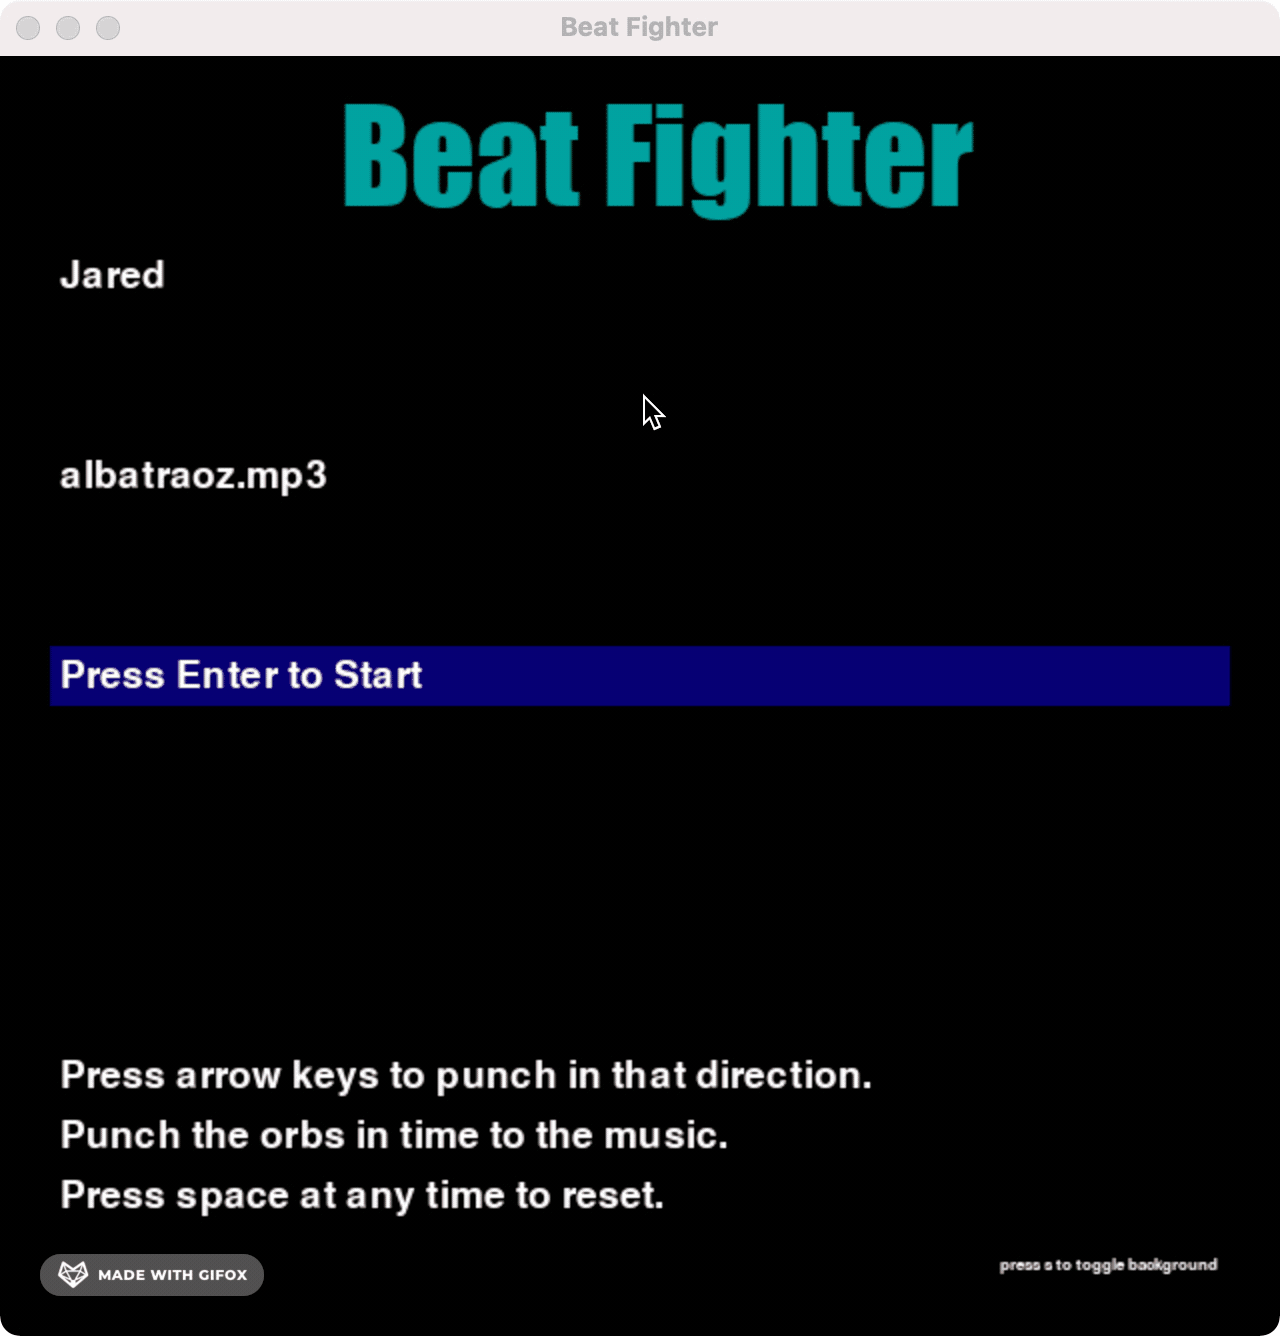 Beat Fighter
Beat Fighter
Jared
albatraoz.mp3
Press Enter to Start
Press arrow keys to punch in that direction.
Punch the orbs in time to the music.
Press space at any time to reset.
MADE WITH GIFOX
press s to toggle background